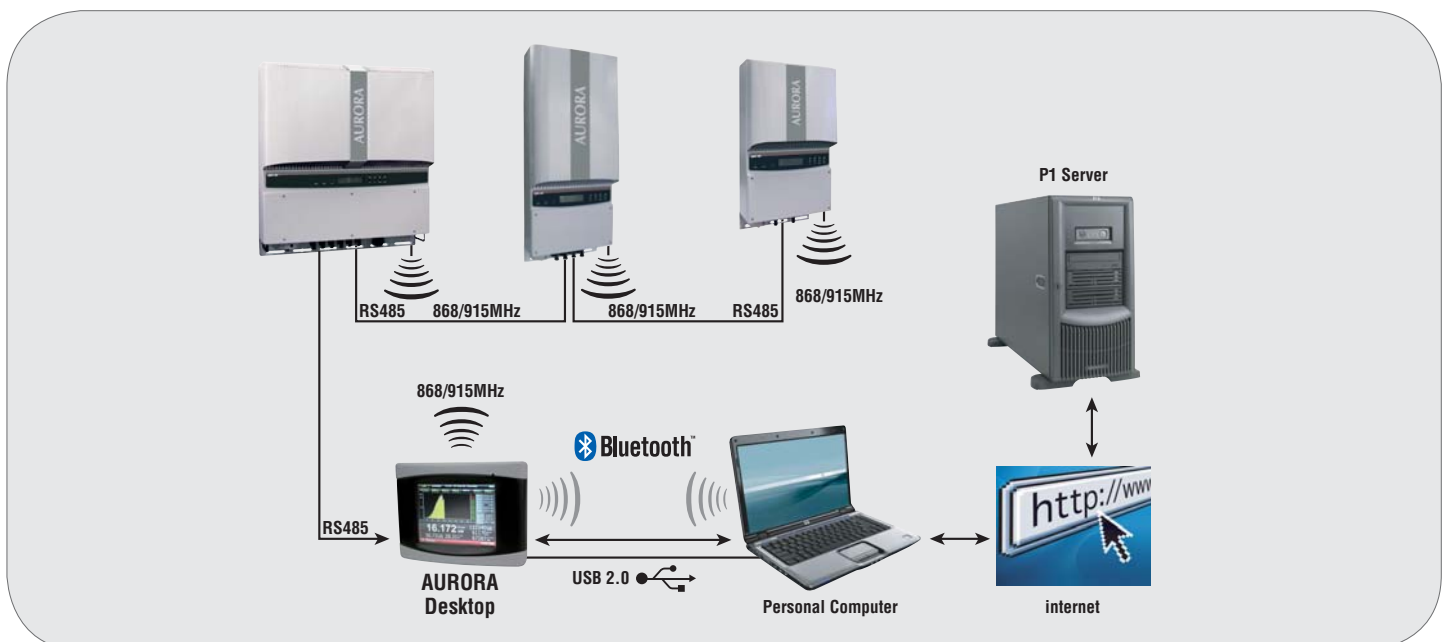 AURORA
AURORA
AURORA
P1 Server
RS485
868/915MHz
868/915MHz
RS485
868/915MHz
868/915MHz
Bluetooth™
http://www
RS485
16.172
USB 2.0
AURORA
Desktop
Personal Computer
internet